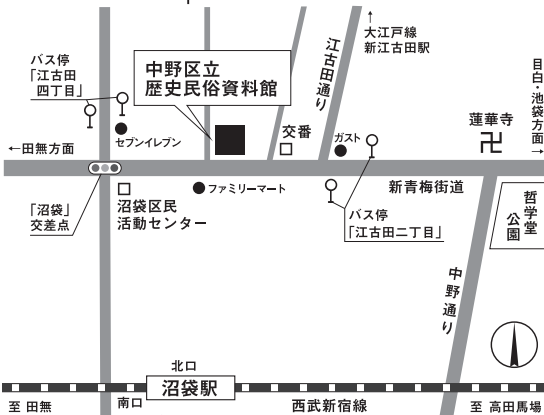 ↑
大江戸線
新江古田駅
江古田通り
バス停
「江古田
四丁目」
中野区立
歴史民俗資料館
目白・池袋方面→
セブンイレブン
交番
ガスト
蓮華寺
卍
←田無方面
新青梅街道
「沼袋」
交差点
沼袋区民
活動センター
ファミリーマート
バス停
「江古田二丁目」
哲学堂
公園
中野通り
北口
沼袋駅
南口
至 田無
西武新宿線
至 高田馬場